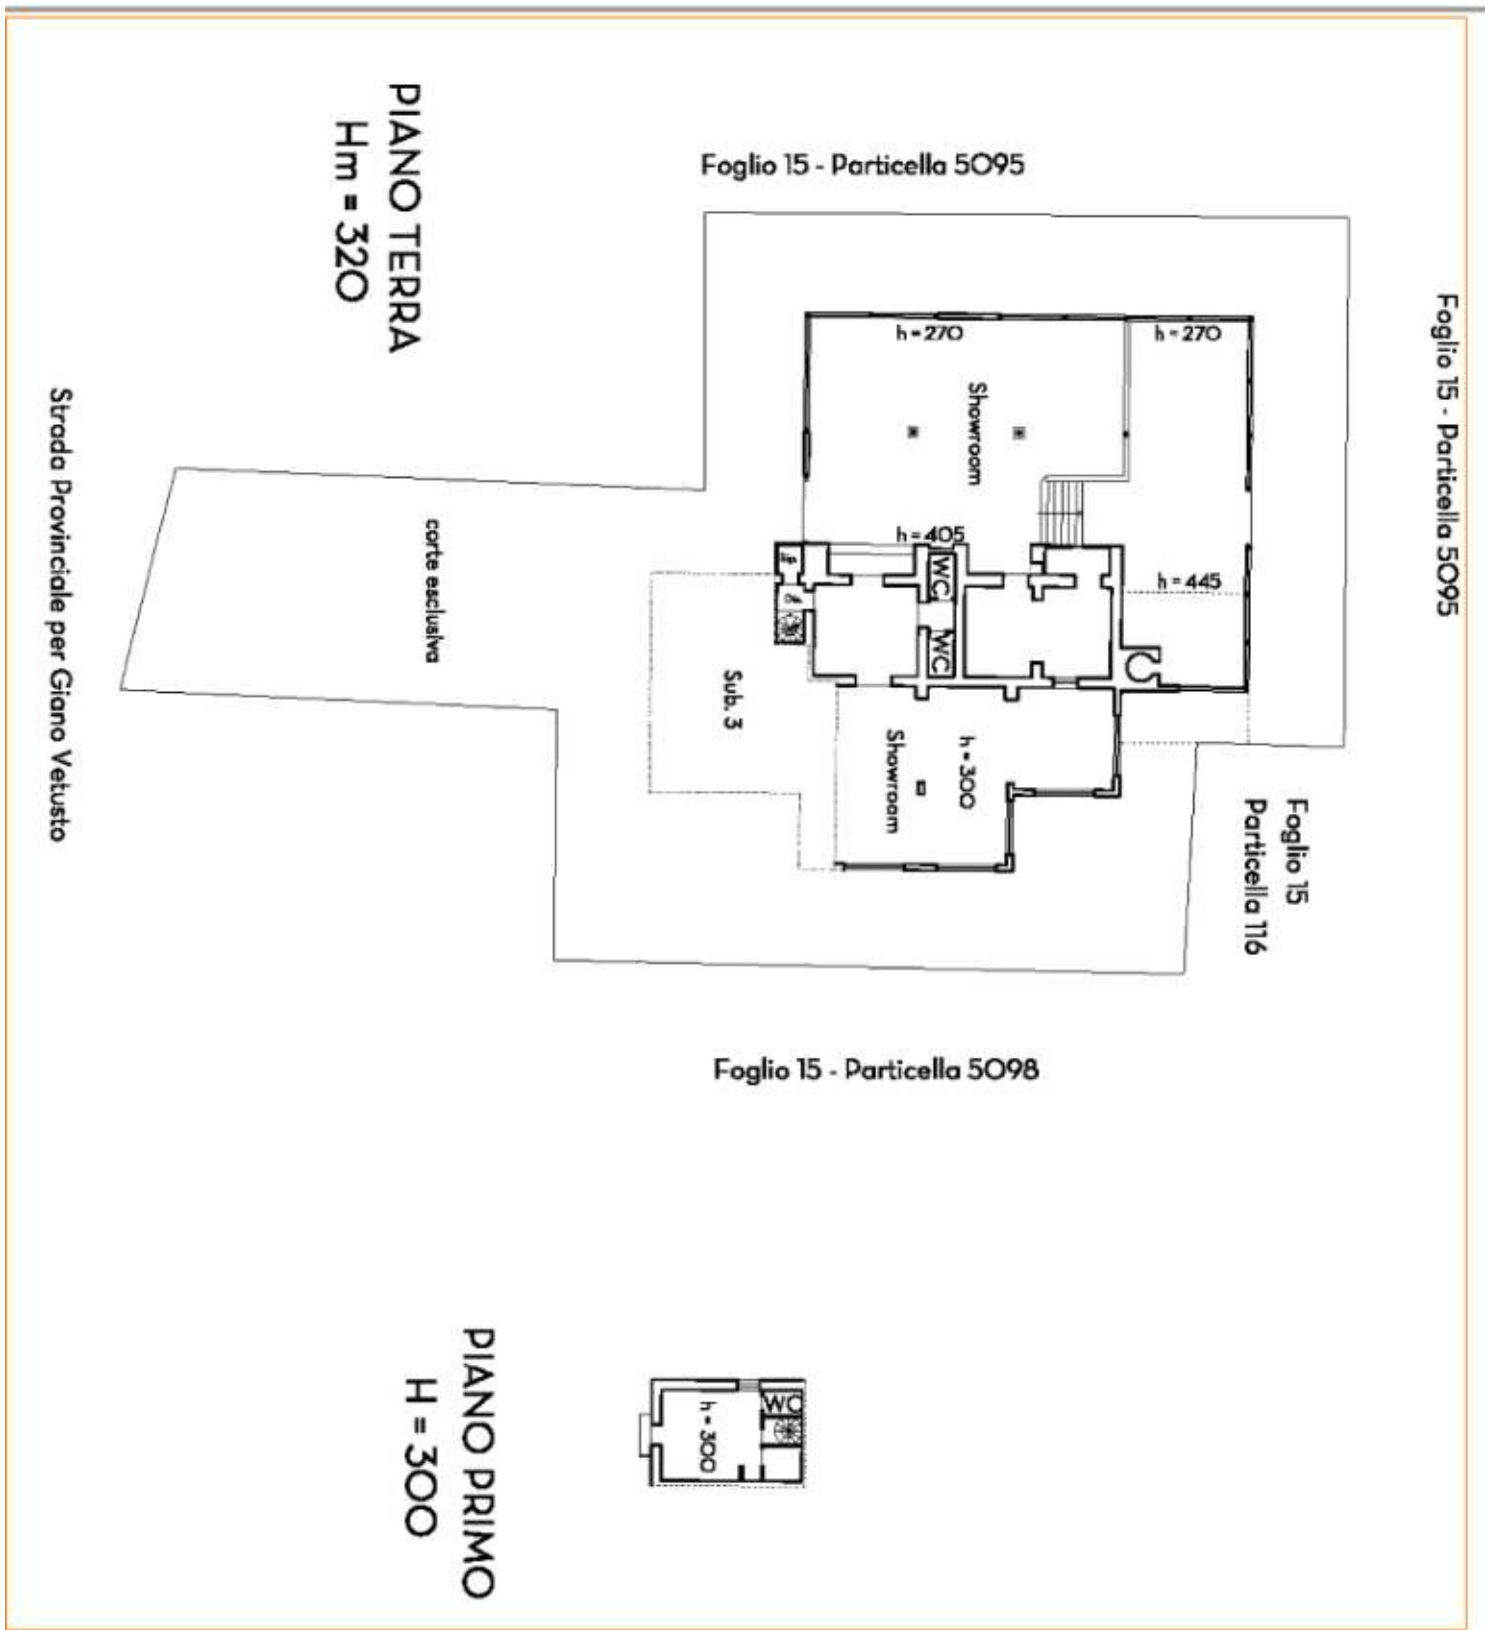 PIANO TERRA
Hm = 320
Foglio 15 - Particella 5095
Foglio 15 - Particella 5095
h = 270
h = 270
Showroom
h = 405
h = 445
WC
WC
Strada Provinciale per Giano Vetusto
corte esclusiva
Sub. 3
Showroom
h = 300
Foglio 15
Particella 116
Foglio 15 - Particella 5098
PIANO PRIMO
H = 300
WC
h = 300